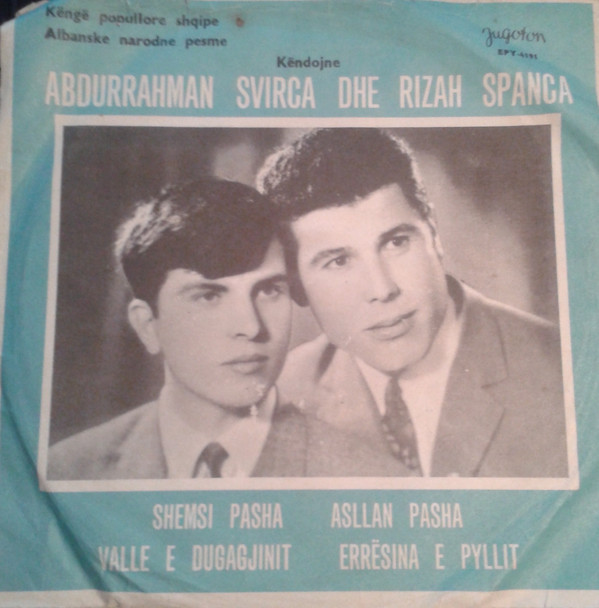 Këngë popullore shqipe
Albanske narodne pesme
Jugoton
EPY-4491
Këndojne
ABDURRAHMAN SVIRCA DHE RIZAH SPANCA
SHEMSI PASHA ASLLAN PASHA
VALLE E DUGAGJINIT ERRËSINA E PYLLIT